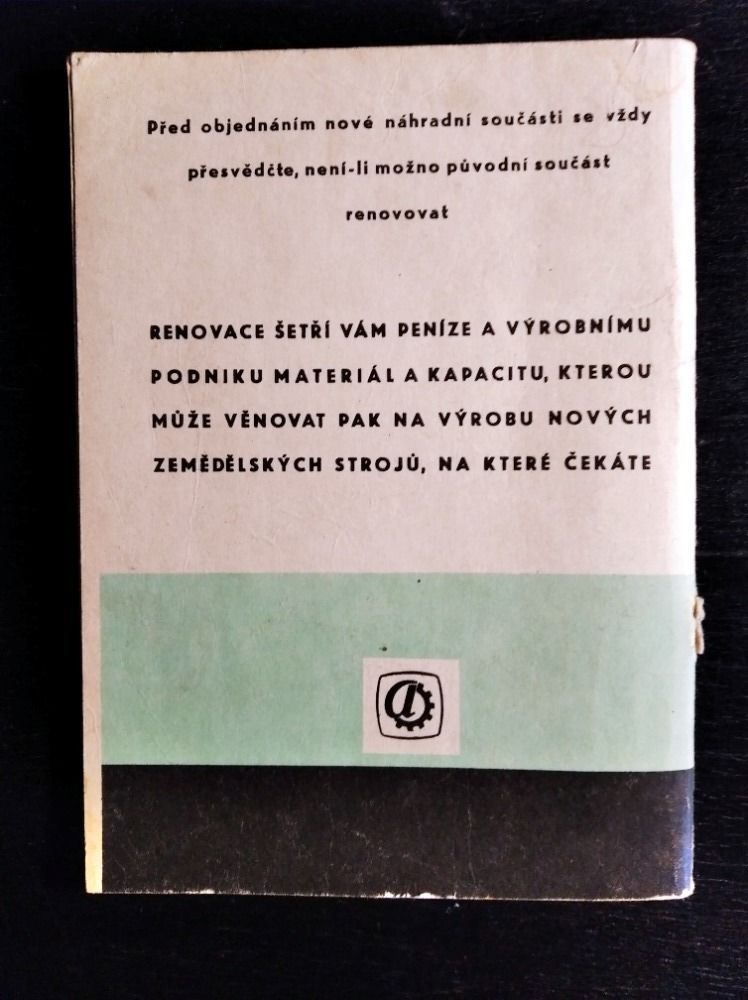 Před objednáním nové náhradní součásti se vždy
přesvědčte, není-li možno původní součást
renovovat
RENOVACE ŠETŘÍ VÁM PENÍZE A VÝROBNÍMU
PODNIKU MATERIÁL A KAPACITU, KTEROU
MŮŽE VĚNOVAT PAK NA VÝROBU NOVÝCH
ZEMĚDĚLSKÝCH STROJŮ, NA KTERÉ ČEKÁTE